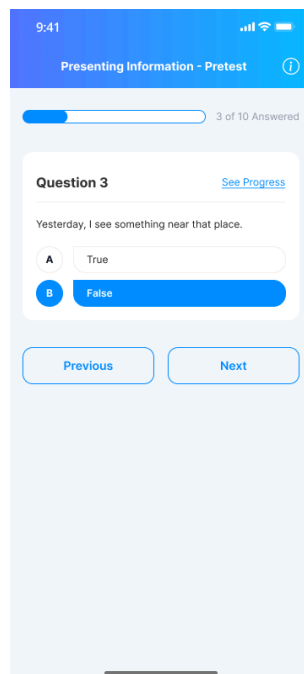 9:41
Presenting Information - Pretest
3 of 10 Answered
Question 3
See Progress
Yesterday, I see something near that place.
A True
B False
Previous Next